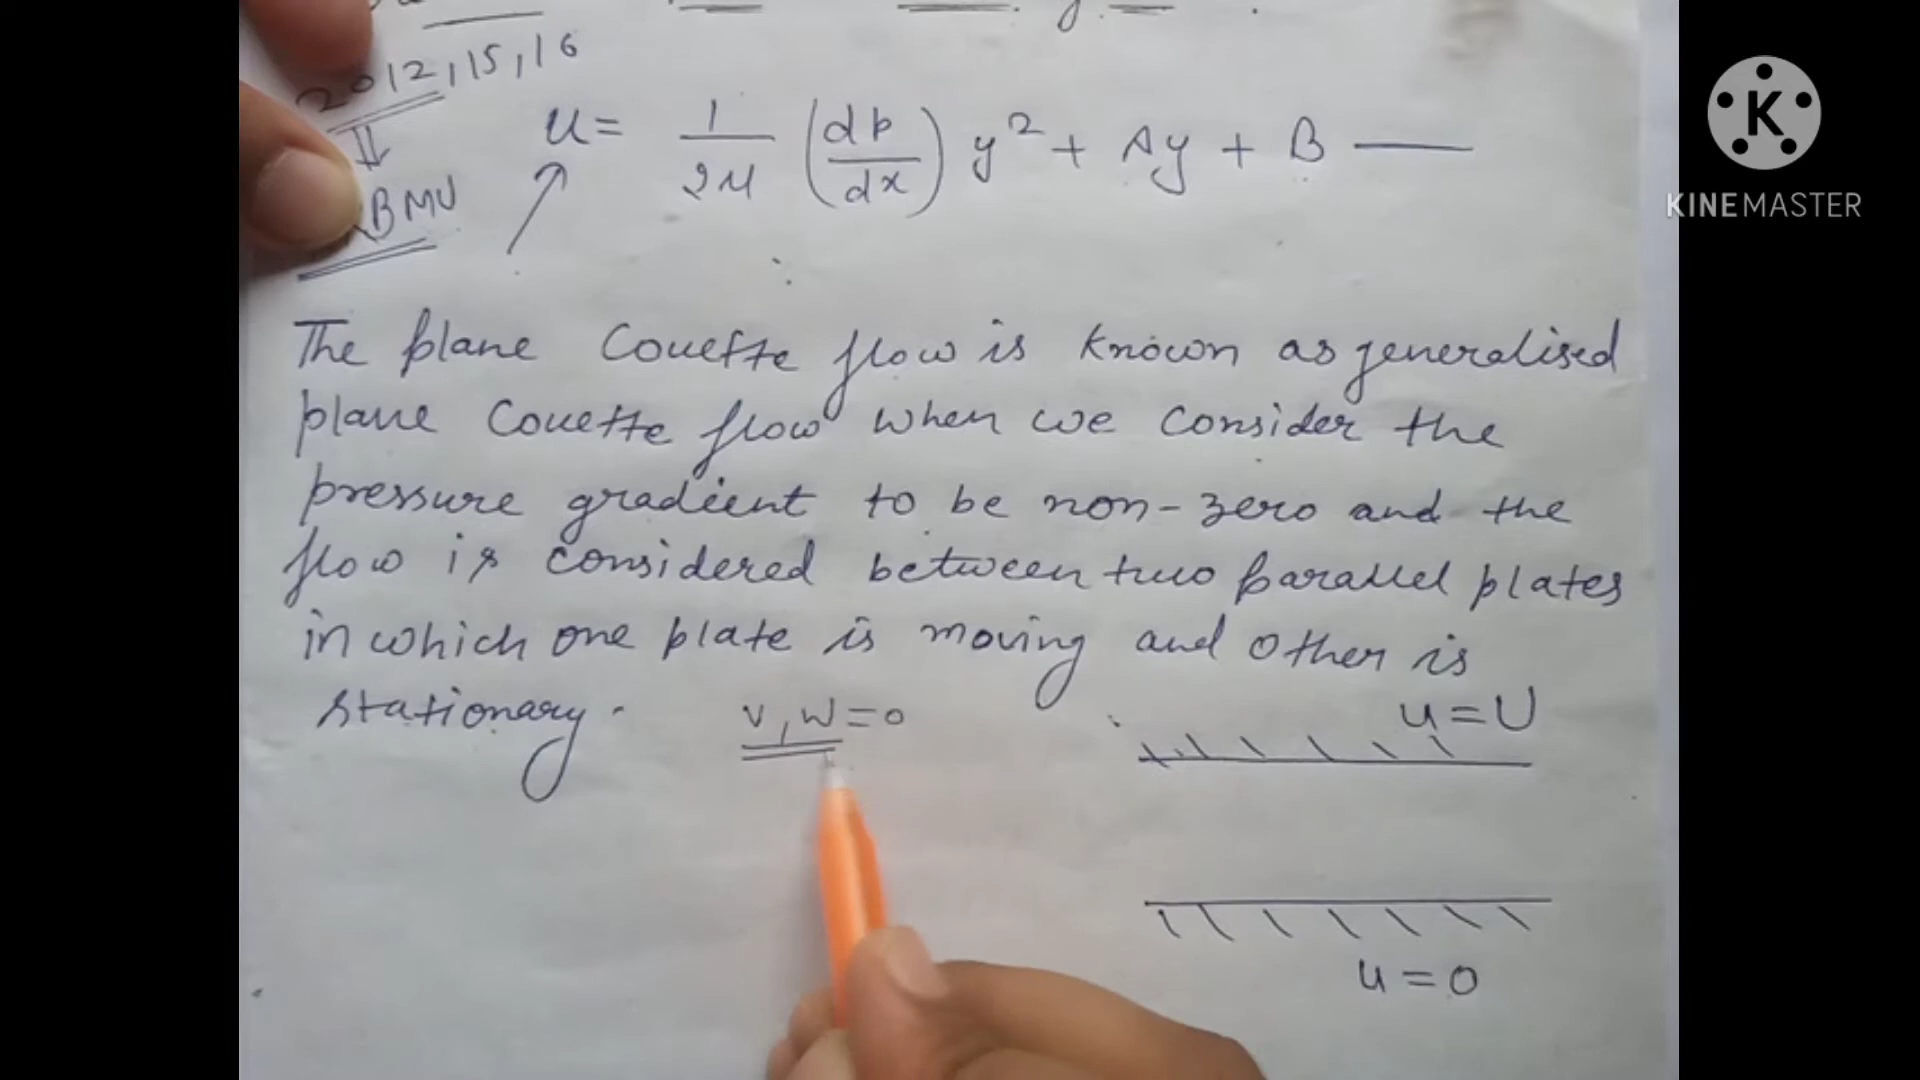 2012,15,16
BMU
u = 1/2μ (dp/dx) y² + Ay + B
K
KINEMASTER
The plane Couette flow is known as generalised
plane Couette flow when we consider the
pressure gradient to be non-zero and the
flow is considered between two parallel plates
in which one plate is moving and other is
stationary.
v, w = 0
u = U
u = 0